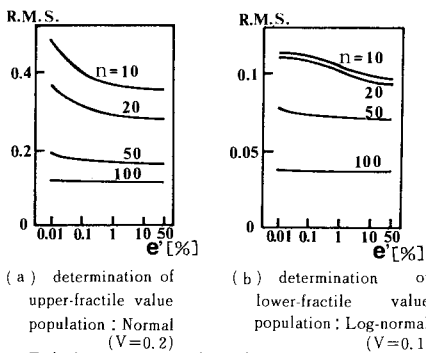 R.M.S.
0.4
0.2
0
n=10
20
50
100
0.01 0.1 1 10 50
e'[%]
(a) determination of
upper-fractile value
population : Normal
(V=0.2)
R.M.S.
0.1
0.05
0
n=10
20
50
100
0.01 0.1 1 10 50
e'[%]
(b) determination of
lower-fractile value
population : Log-normal
(V=0.1